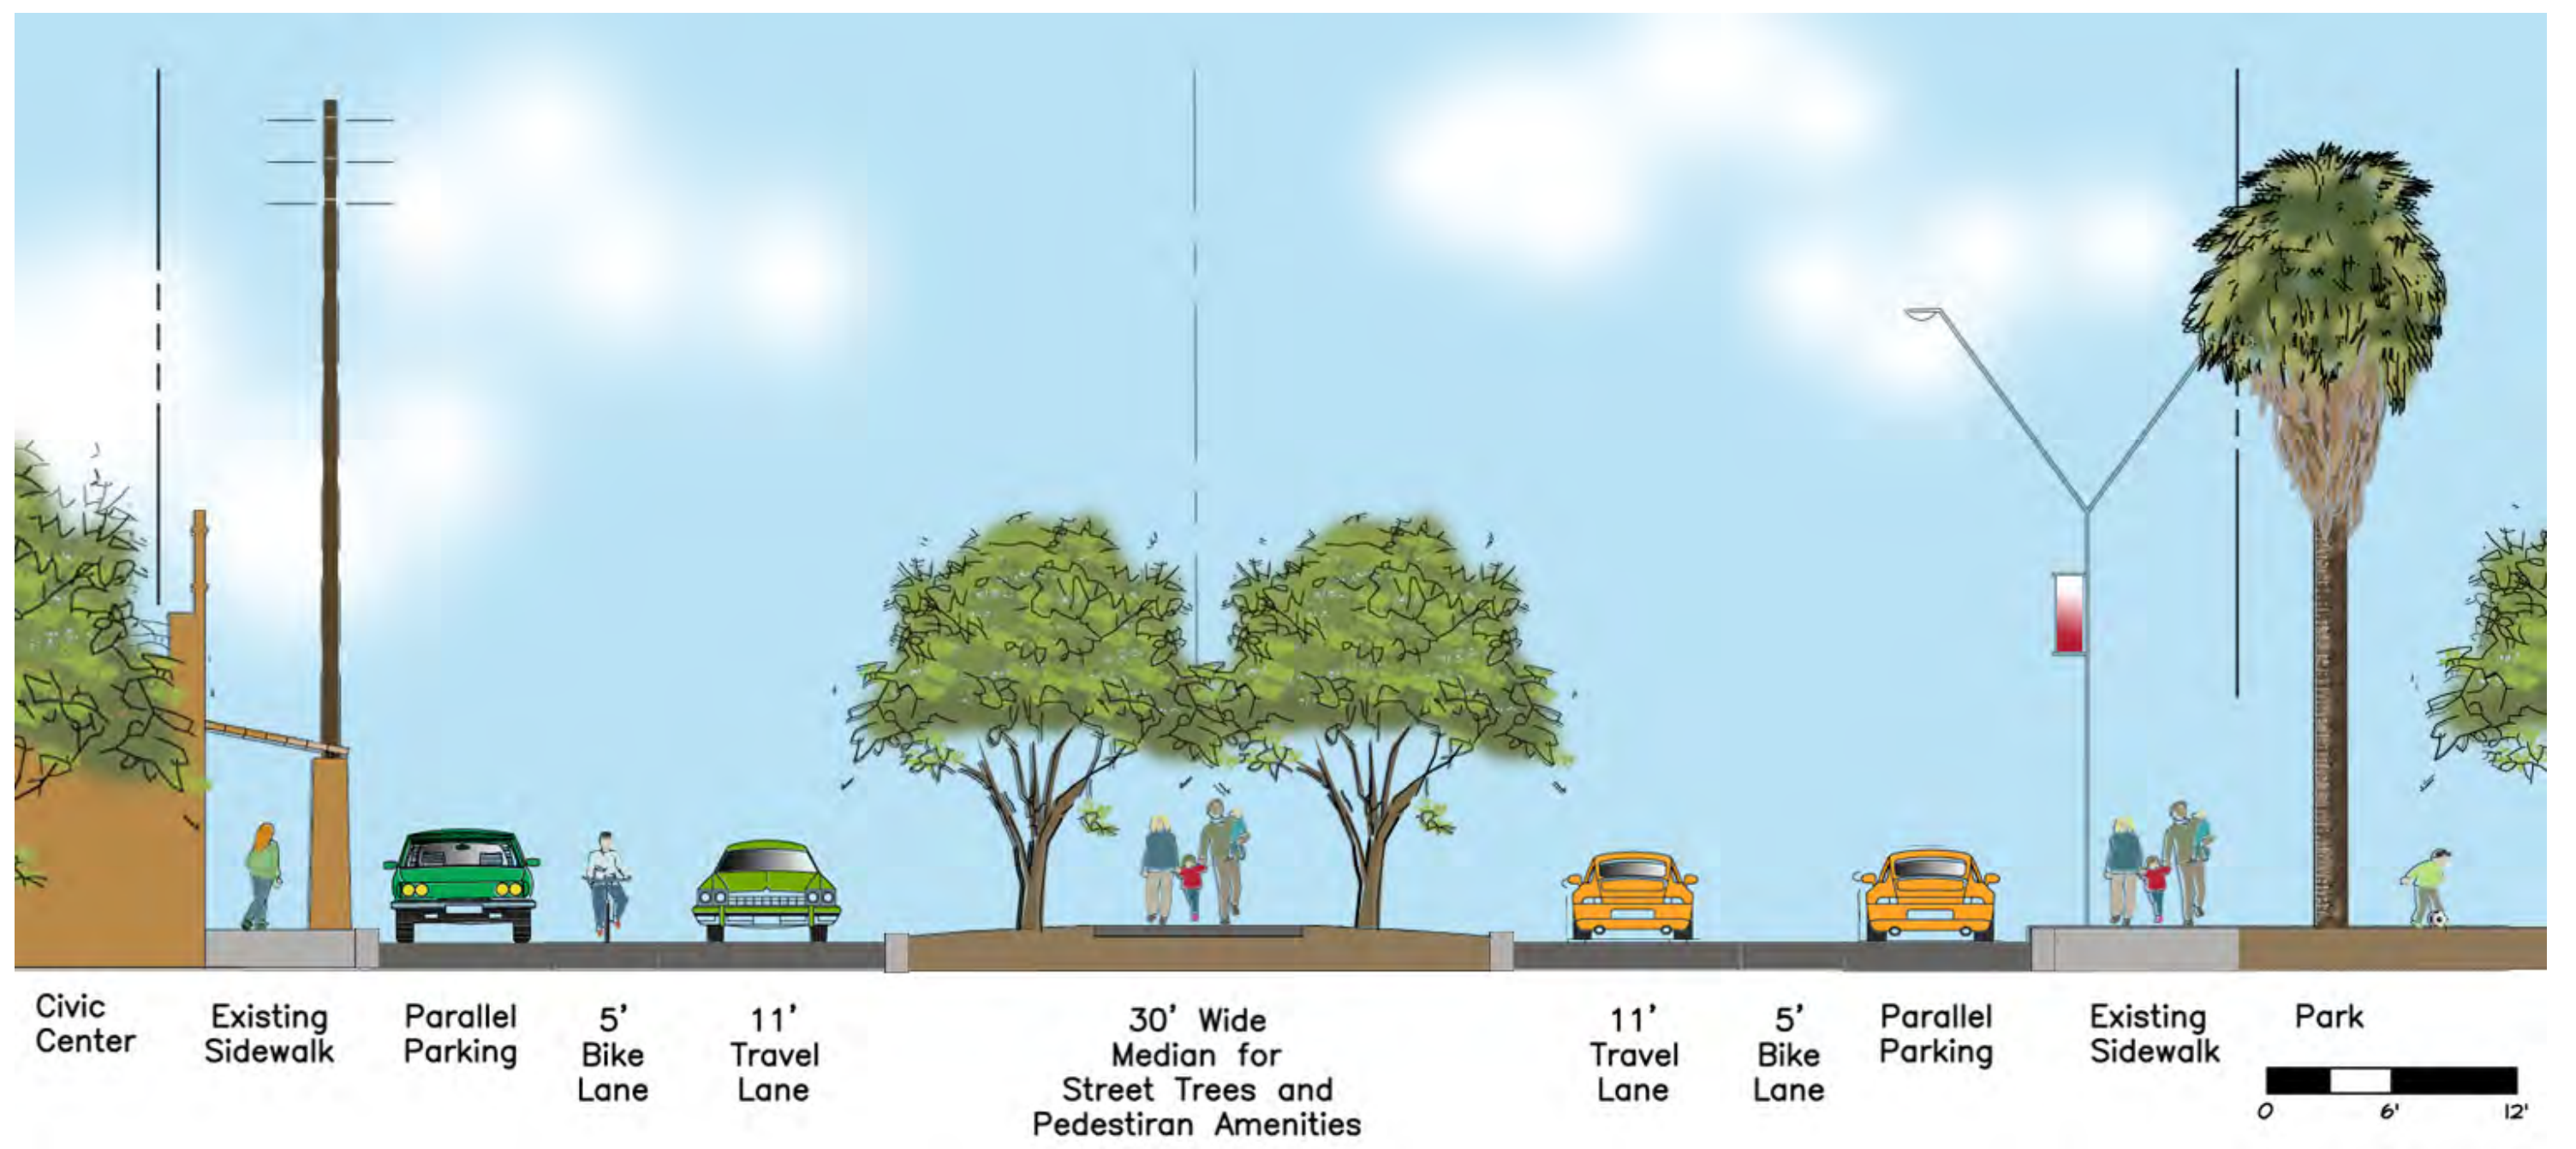 Civic
Center
Existing
Sidewalk
Parallel
Parking
5'
Bike
Lane
11'
Travel
Lane
30' Wide
Median for
Street Trees and
Pedestiran Amenities
11'
Travel
Lane
5'
Bike
Lane
Parallel
Parking
Existing
Sidewalk
Park
0 6' 12'